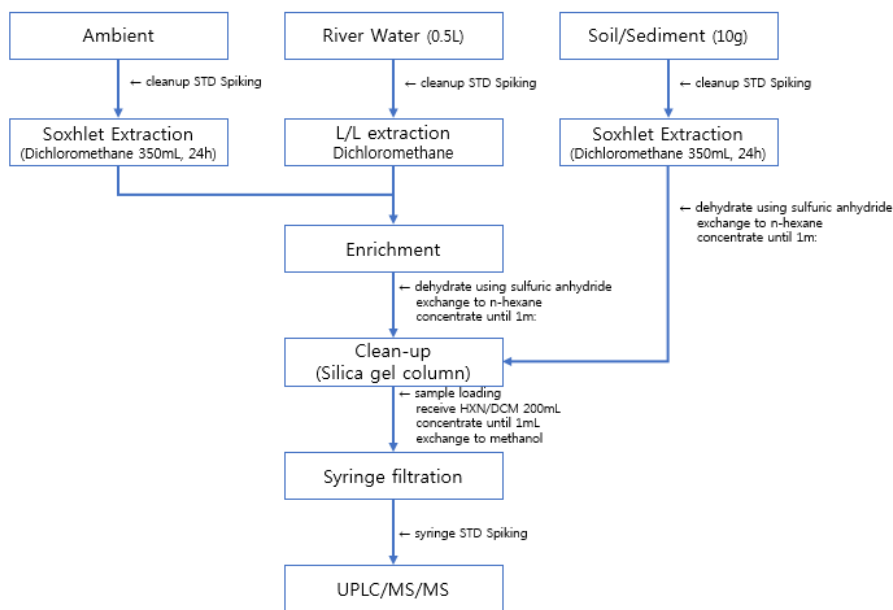 Ambient
River Water (0.5L)
Soil/Sediment (10g)
← cleanup STD Spiking
← cleanup STD Spiking
← cleanup STD Spiking
Soxhlet Extraction
(Dichloromethane 350mL, 24h)
L/L extraction
Dichloromethane
Soxhlet Extraction
(Dichloromethane 350mL, 24h)
← dehydrate using sulfuric anhydride
exchange to n-hexane
concentrate until 1m:
Enrichment
← dehydrate using sulfuric anhydride
exchange to n-hexane
concentrate until 1m:
Clean-up
(Silica gel column)
← sample loading
receive HXN/DCM 200mL
concentrate until 1mL
exchange to methanol
Syringe filtration
← syringe STD Spiking
UPLC/MS/MS